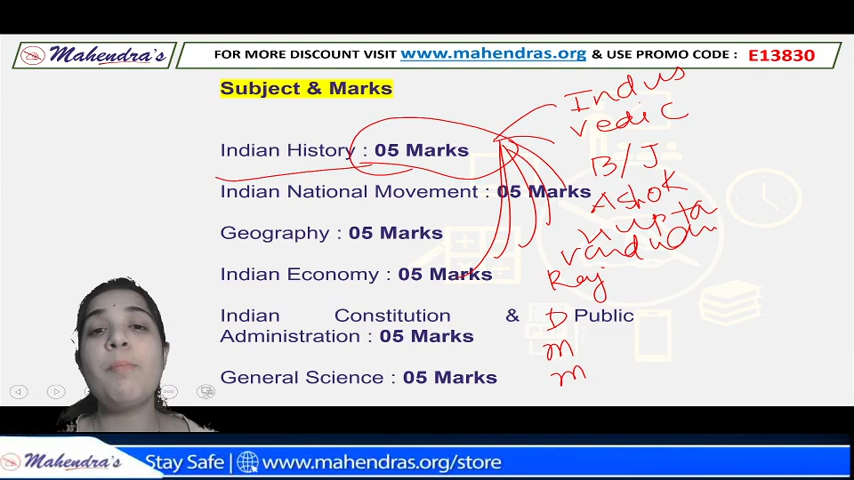 Mahendra's
FOR MORE DISCOUNT VISIT www.mahendras.org & USE PROMO CODE : E13830
Subject & Marks
Indian History : 05 Marks
Indian National Movement : 05 Marks
Geography : 05 Marks
Indian Economy : 05 Marks
Indian Constitution & Public
Administration : 05 Marks
General Science : 05 Marks
Indus
vedic
B/J
Ashok
Raj
D
m
m
Mahendra's Stay Safe | www.mahendras.org/store